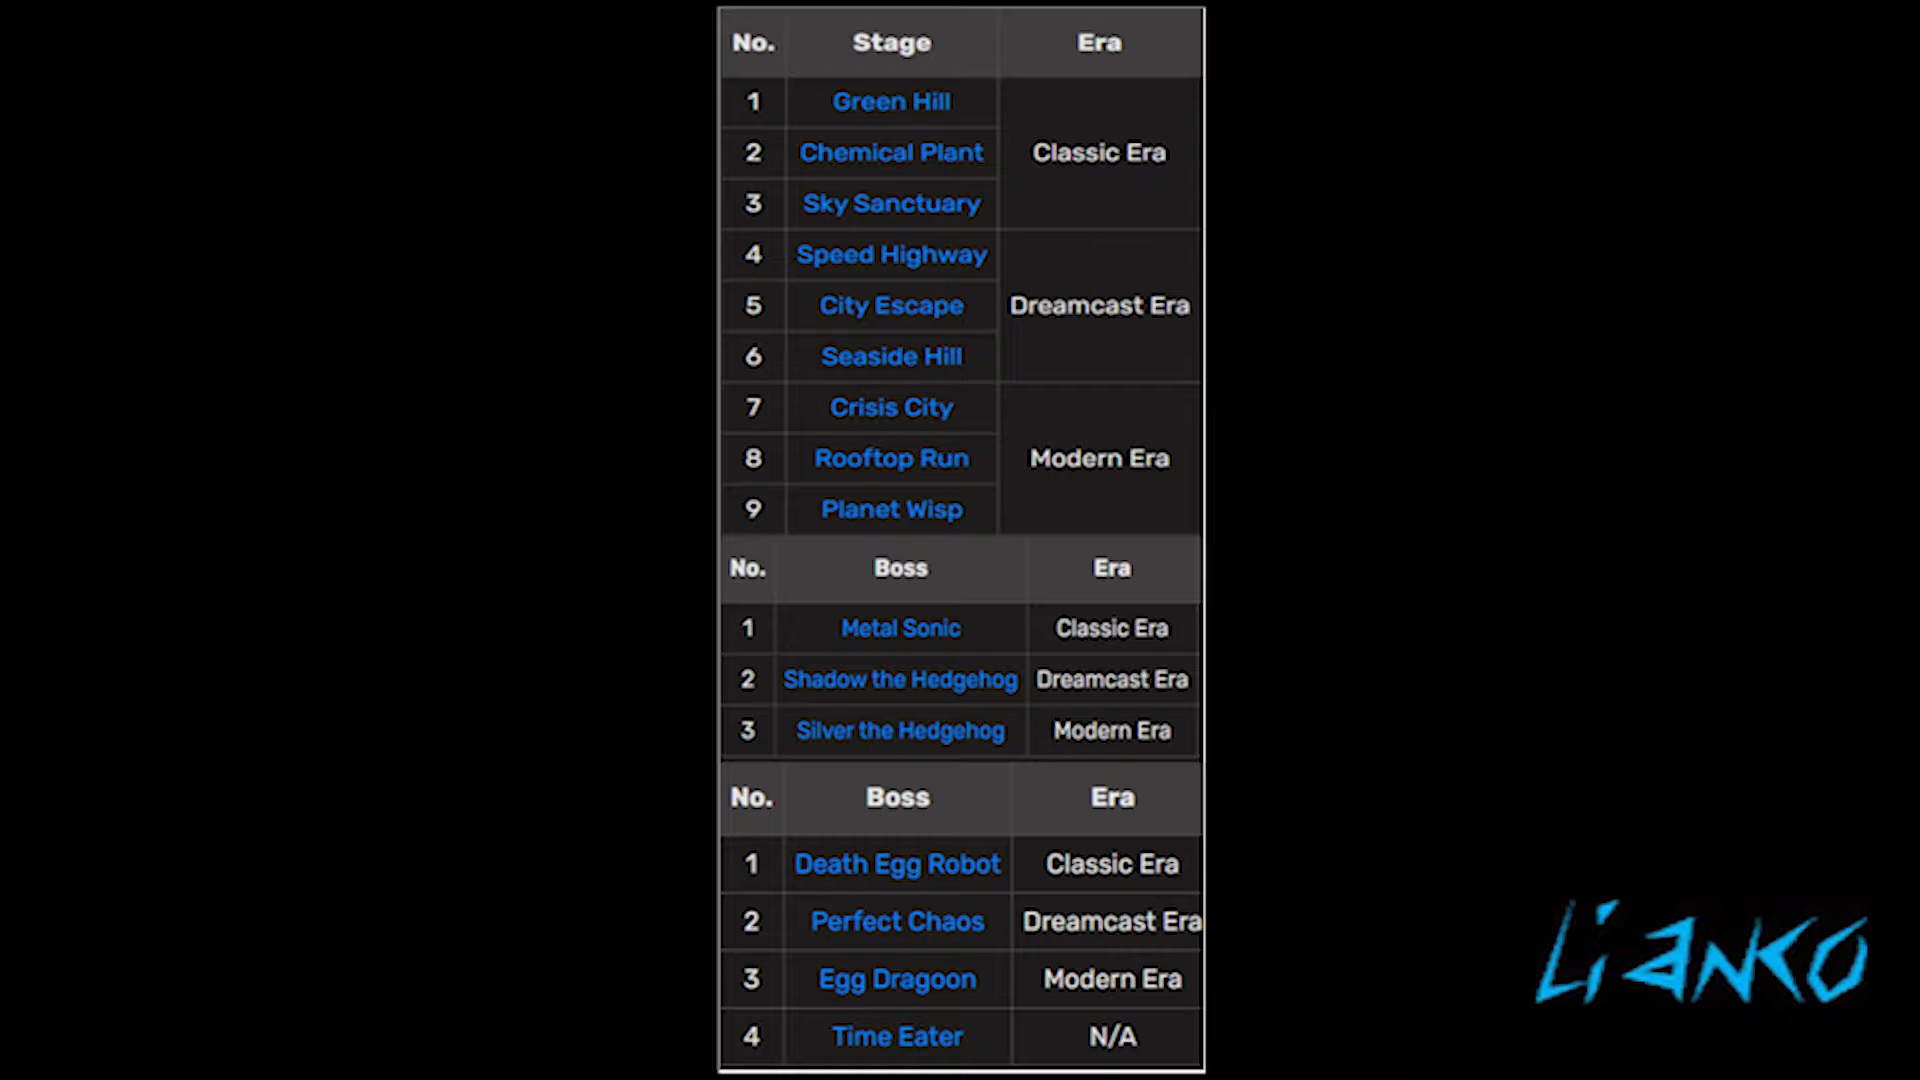 No. Stage Era
1 Green Hill
2 Chemical Plant Classic Era
3 Sky Sanctuary
4 Speed Highway
5 City Escape Dreamcast Era
6 Seaside Hill
7 Crisis City
8 Rooftop Run Modern Era
9 Planet Wisp
No. Boss Era
1 Metal Sonic Classic Era
2 Shadow the Hedgehog Dreamcast Era
3 Silver the Hedgehog Modern Era
No. Boss Era
1 Death Egg Robot Classic Era
2 Perfect Chaos Dreamcast Era
3 Egg Dragoon Modern Era
4 Time Eater N/A
Lianko